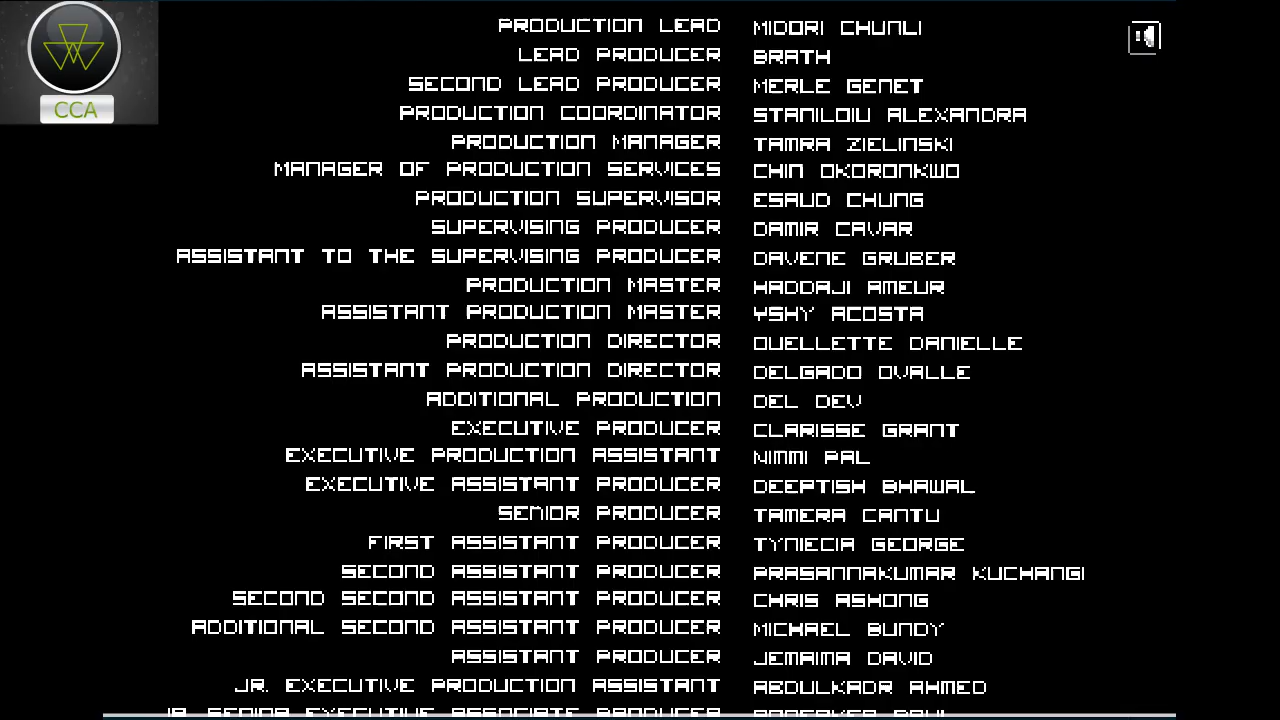 PRODUCTION LEAD MIDORI CHUNLI
LEAD PRODUCER BRATH
SECOND LEAD PRODUCER MERLE GENET
PRODUCTION COORDINATOR STANILOIU ALEXANDRA
PRODUCTION MANAGER TAMRA ZIELINSKI
MANAGER OF PRODUCTION SERVICES CHIN OKORONKWO
PRODUCTION SUPERVISOR ESAUD CHUNG
SUPERVISING PRODUCER DAMIR CAVAR
ASSISTANT TO THE SUPERVISING PRODUCER DAVENE GRUBER
PRODUCTION MASTER HADDAJI AMEUR
ASSISTANT PRODUCTION MASTER YSHY ACOSTA
PRODUCTION DIRECTOR OUELLETTE DANIELLE
ASSISTANT PRODUCTION DIRECTOR DELGADO OVALLE
ADDITIONAL PRODUCTION DEL DEV
EXECUTIVE PRODUCER CLARISSE GRANT
EXECUTIVE PRODUCTION ASSISTANT NIMMI PAL
EXECUTIVE ASSISTANT PRODUCER DEEPTISH BHAWAL
SENIOR PRODUCER TAMERA CANTU
FIRST ASSISTANT PRODUCER TYNIECIA GEORGE
SECOND ASSISTANT PRODUCER PRASANNAKUMAR KUCHANGI
SECOND SECOND ASSISTANT PRODUCER CHRIS ASHONG
ADDITIONAL SECOND ASSISTANT PRODUCER MICHAEL BUNDY
ASSISTANT PRODUCER JEMAIMA DAVID
JR. EXECUTIVE PRODUCTION ASSISTANT ABDULKADR AHMED
JR. SENIOR EXECUTIVE ASSOCIATE PRODUCER
CCA